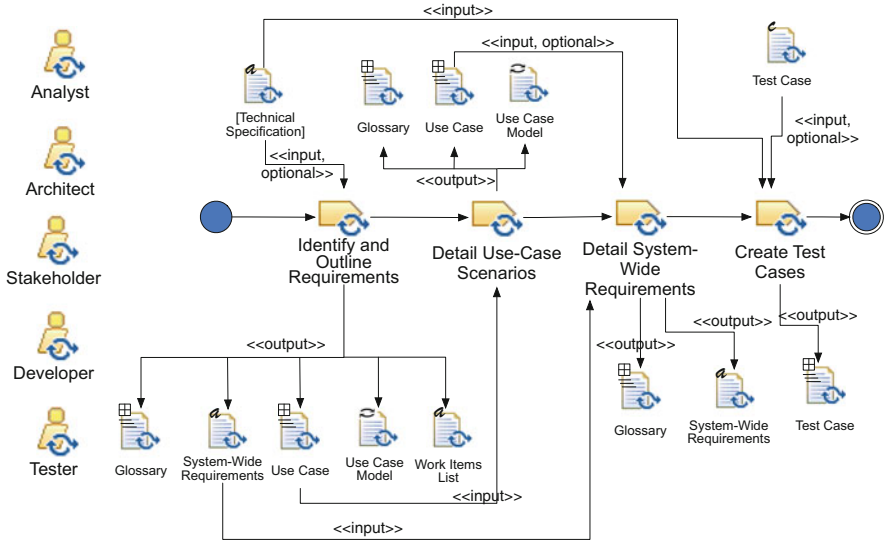 <<input>>
<<input, optional>>
Test Case
Analyst
[Technical
Specification]
Glossary
Use Case
Use Case
Model
<<input,
optional>>
<<input,
optional>>
<<output>>
Architect
Stakeholder
Identify and
Outline
Requirements
Detail Use-Case
Scenarios
Detail System-
Wide
Requirements
Create Test
Cases
<<output>>
<<output>>
<<output>>
<<output>>
Developer
Tester
a
a
a
a
c
Glossary
System-Wide
Requirements
Use Case
Use Case
Model
Work Items
List
Glossary
System-Wide
Requirements
Test Case
<<input>>
<<input>>